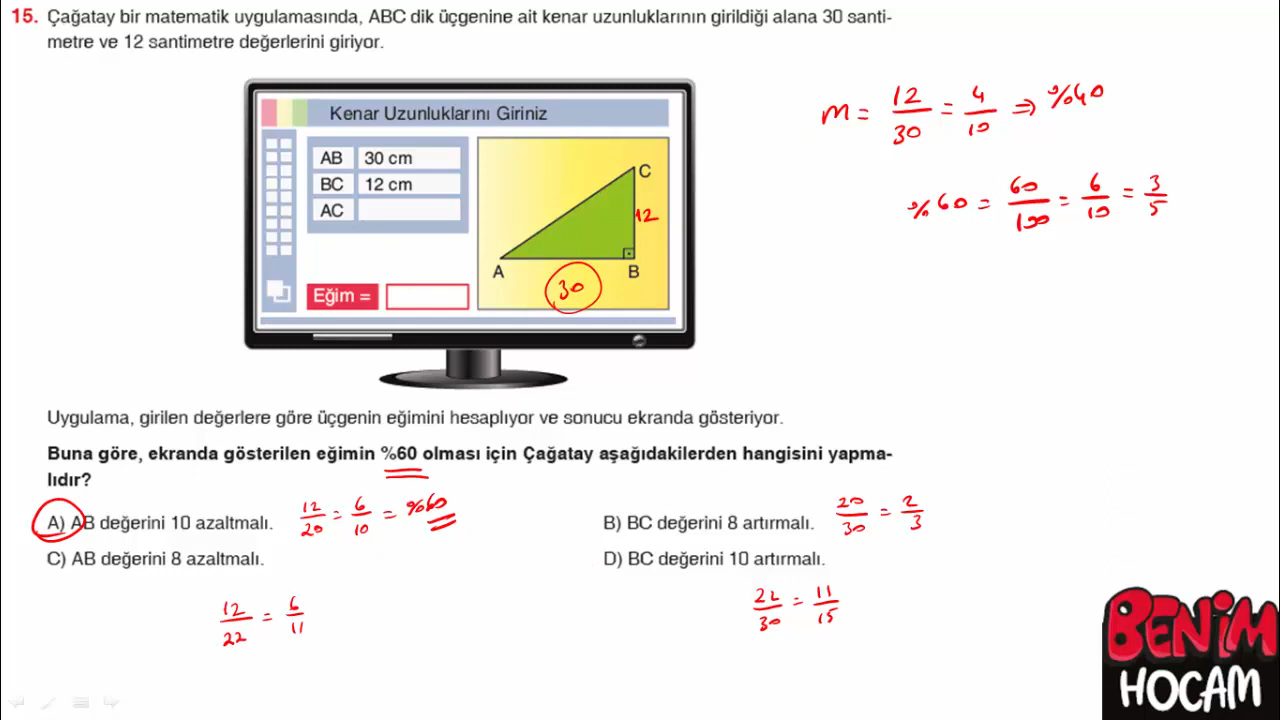 15. Çağatay bir matematik uygulamasında, ABC dik üçgenine ait kenar uzunluklarının girildiği alana 30 santi-
metre ve 12 santimetre değerlerini giriyor.
Kenar Uzunluklarını Giriniz
AB 30 cm
BC 12 cm
AC
Eğim =
C
12
A
B
30
m = 12/30 = 4/10 ⇒ %40
%60 = 60/100 = 6/10 = 3/5
Uygulama, girilen değerlere göre üçgenin eğimini hesaplıyor ve sonucu ekranda gösteriyor.
Buna göre, ekranda gösterilen eğimin %60 olması için Çağatay aşağıdakilerden hangisini yapma-
lıdır?
A) AB değerini 10 azaltmalı. 12/20 = 6/10 = %60
B) BC değerini 8 artırmalı. 20/30 = 2/3
C) AB değerini 8 azaltmalı.
D) BC değerini 10 artırmalı.
12/22 = 6/11
22/30 = 11/15
BENİM
HOCAM